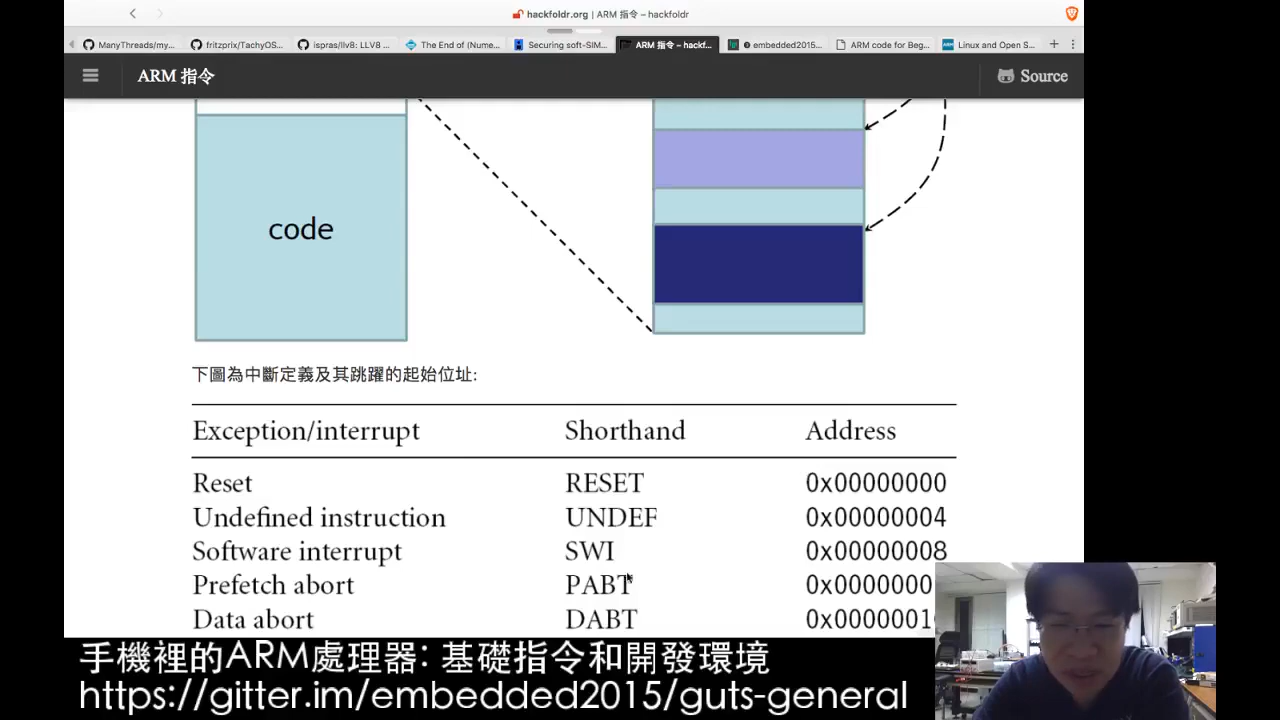 hackfoldr.org | ARM 指令 – hackfoldr
ManyThreads/my...
fritzprix/TachyOS...
ispras/llv8: LLV8 ...
The End of (Nume...
Securing soft-SIM...
ARM 指令 – hackf...
embedded2015...
ARM code for Beg...
Linux and Open S...
ARM 指令
Source
code
下圖為中斷定義及其跳躍的起始位址:
Exception/interrupt Shorthand Address
Reset RESET 0x00000000
Undefined instruction UNDEF 0x00000004
Software interrupt SWI 0x00000008
Prefetch abort PABT 0x0000000
Data abort DABT 0x0000001
手機裡的ARM處理器: 基礎指令和開發環境
https://gitter.im/embedded2015/guts-general